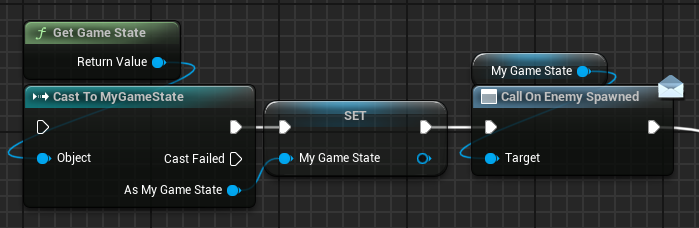 Get Game State
Return Value
Cast To MyGameState
Object
Cast Failed
As My Game State
SET
My Game State
My Game State
Call On Enemy Spawned
Target